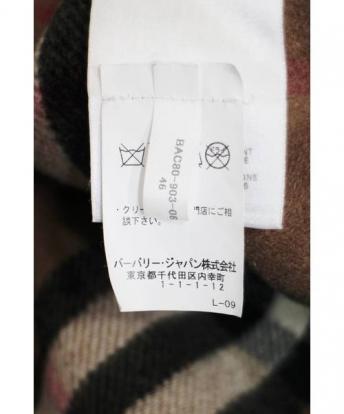 BAC80-903-06
46
・クリー
門店にご相
談下さい。
バーバリー・ジャパン株式会社
東京都千代田区内幸町
1-1-1-12
L-09